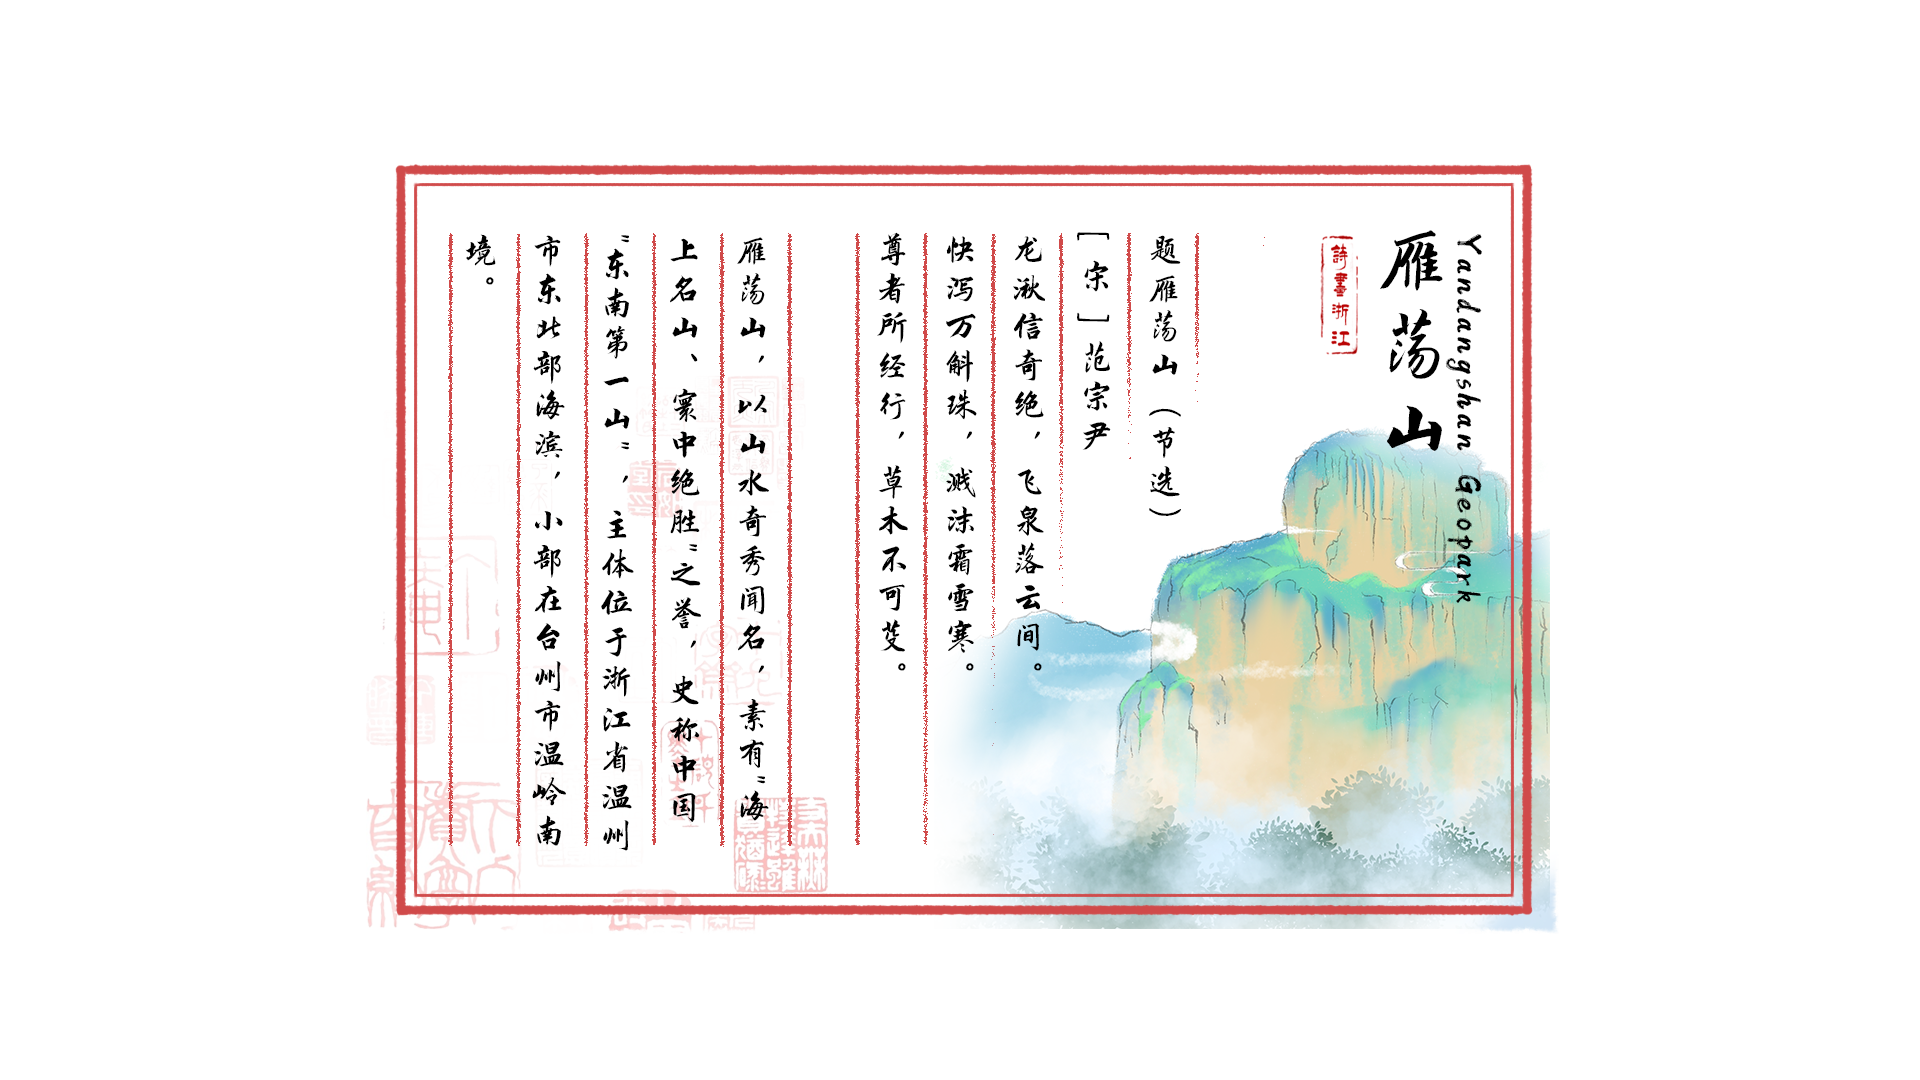 Yandangshan Geopark
雁荡山
詩書浙江
题雁荡山（节选）
［宋］范宗尹
龙湫信奇绝，飞泉落云间。
快泻万斛珠，溅沫霜雪寒。
尊者所经行，草木不可芟。
雁荡山，以山水奇秀闻名，素有“海
上名山、寰中绝胜”之誉，史称中国
“东南第一山”，主体位于浙江省温州
市东北部海滨，小部在台州市温岭南
境。